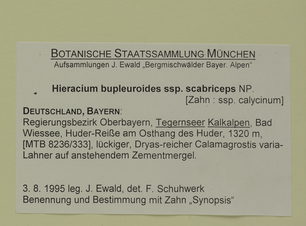 BOTANISCHE STAATSSAMMLUNG MÜNCHEN
Aufsammlungen J. Ewald „Bergmischwälder Bayer. Alpen"
Hieracium bupleuroides ssp. scabriceps NP.
[Zahn : ssp. calycinum]
DEUTSCHLAND, BAYERN:
Regierungsbezirk Oberbayern, Tegernseer Kalkalpen, Bad
Wiessee, Huder-Reiße am Osthang des Huder, 1320 m,
[MTB 8236/333], lückiger, Dryas-reicher Calamagrostis varia-
Lahner auf anstehendem Zementmergel.
3. 8. 1995 leg. J. Ewald, det. F. Schuhwerk
Benennung und Bestimmung mit Zahn „Synopsis"